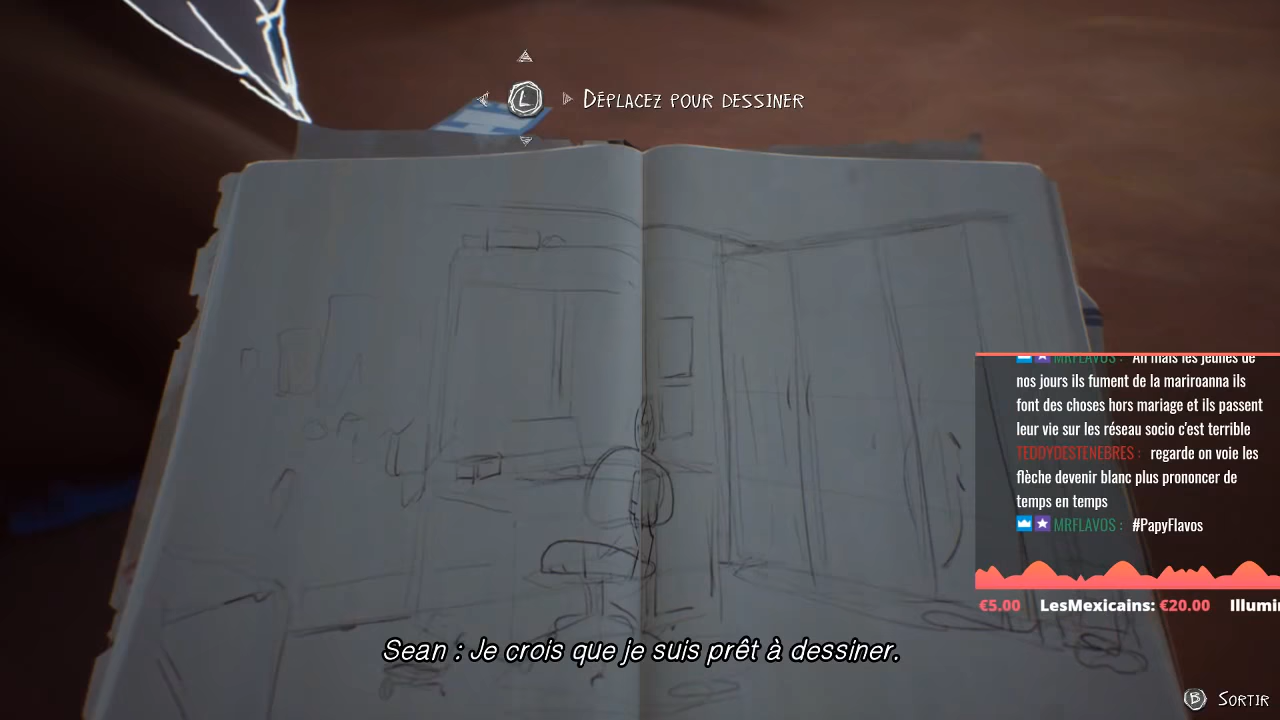 L
DÉPLACEZ POUR DESSINER
MRFLAVOS : Ah mais les jeunes de
nos jours ils fument de la mariroanna ils
font des choses hors mariage et ils passent
leur vie sur les réseau socio c'est terrible
TEDDYDESTENEBRES : regarde on voie les
flèche devenir blanc plus prononcer de
temps en temps
MRFLAVOS : #PapyFlavos
€5.00 LesMexicains: €20.00 Illumi
Sean : Je crois que je suis prêt à dessiner.
B SORTIR